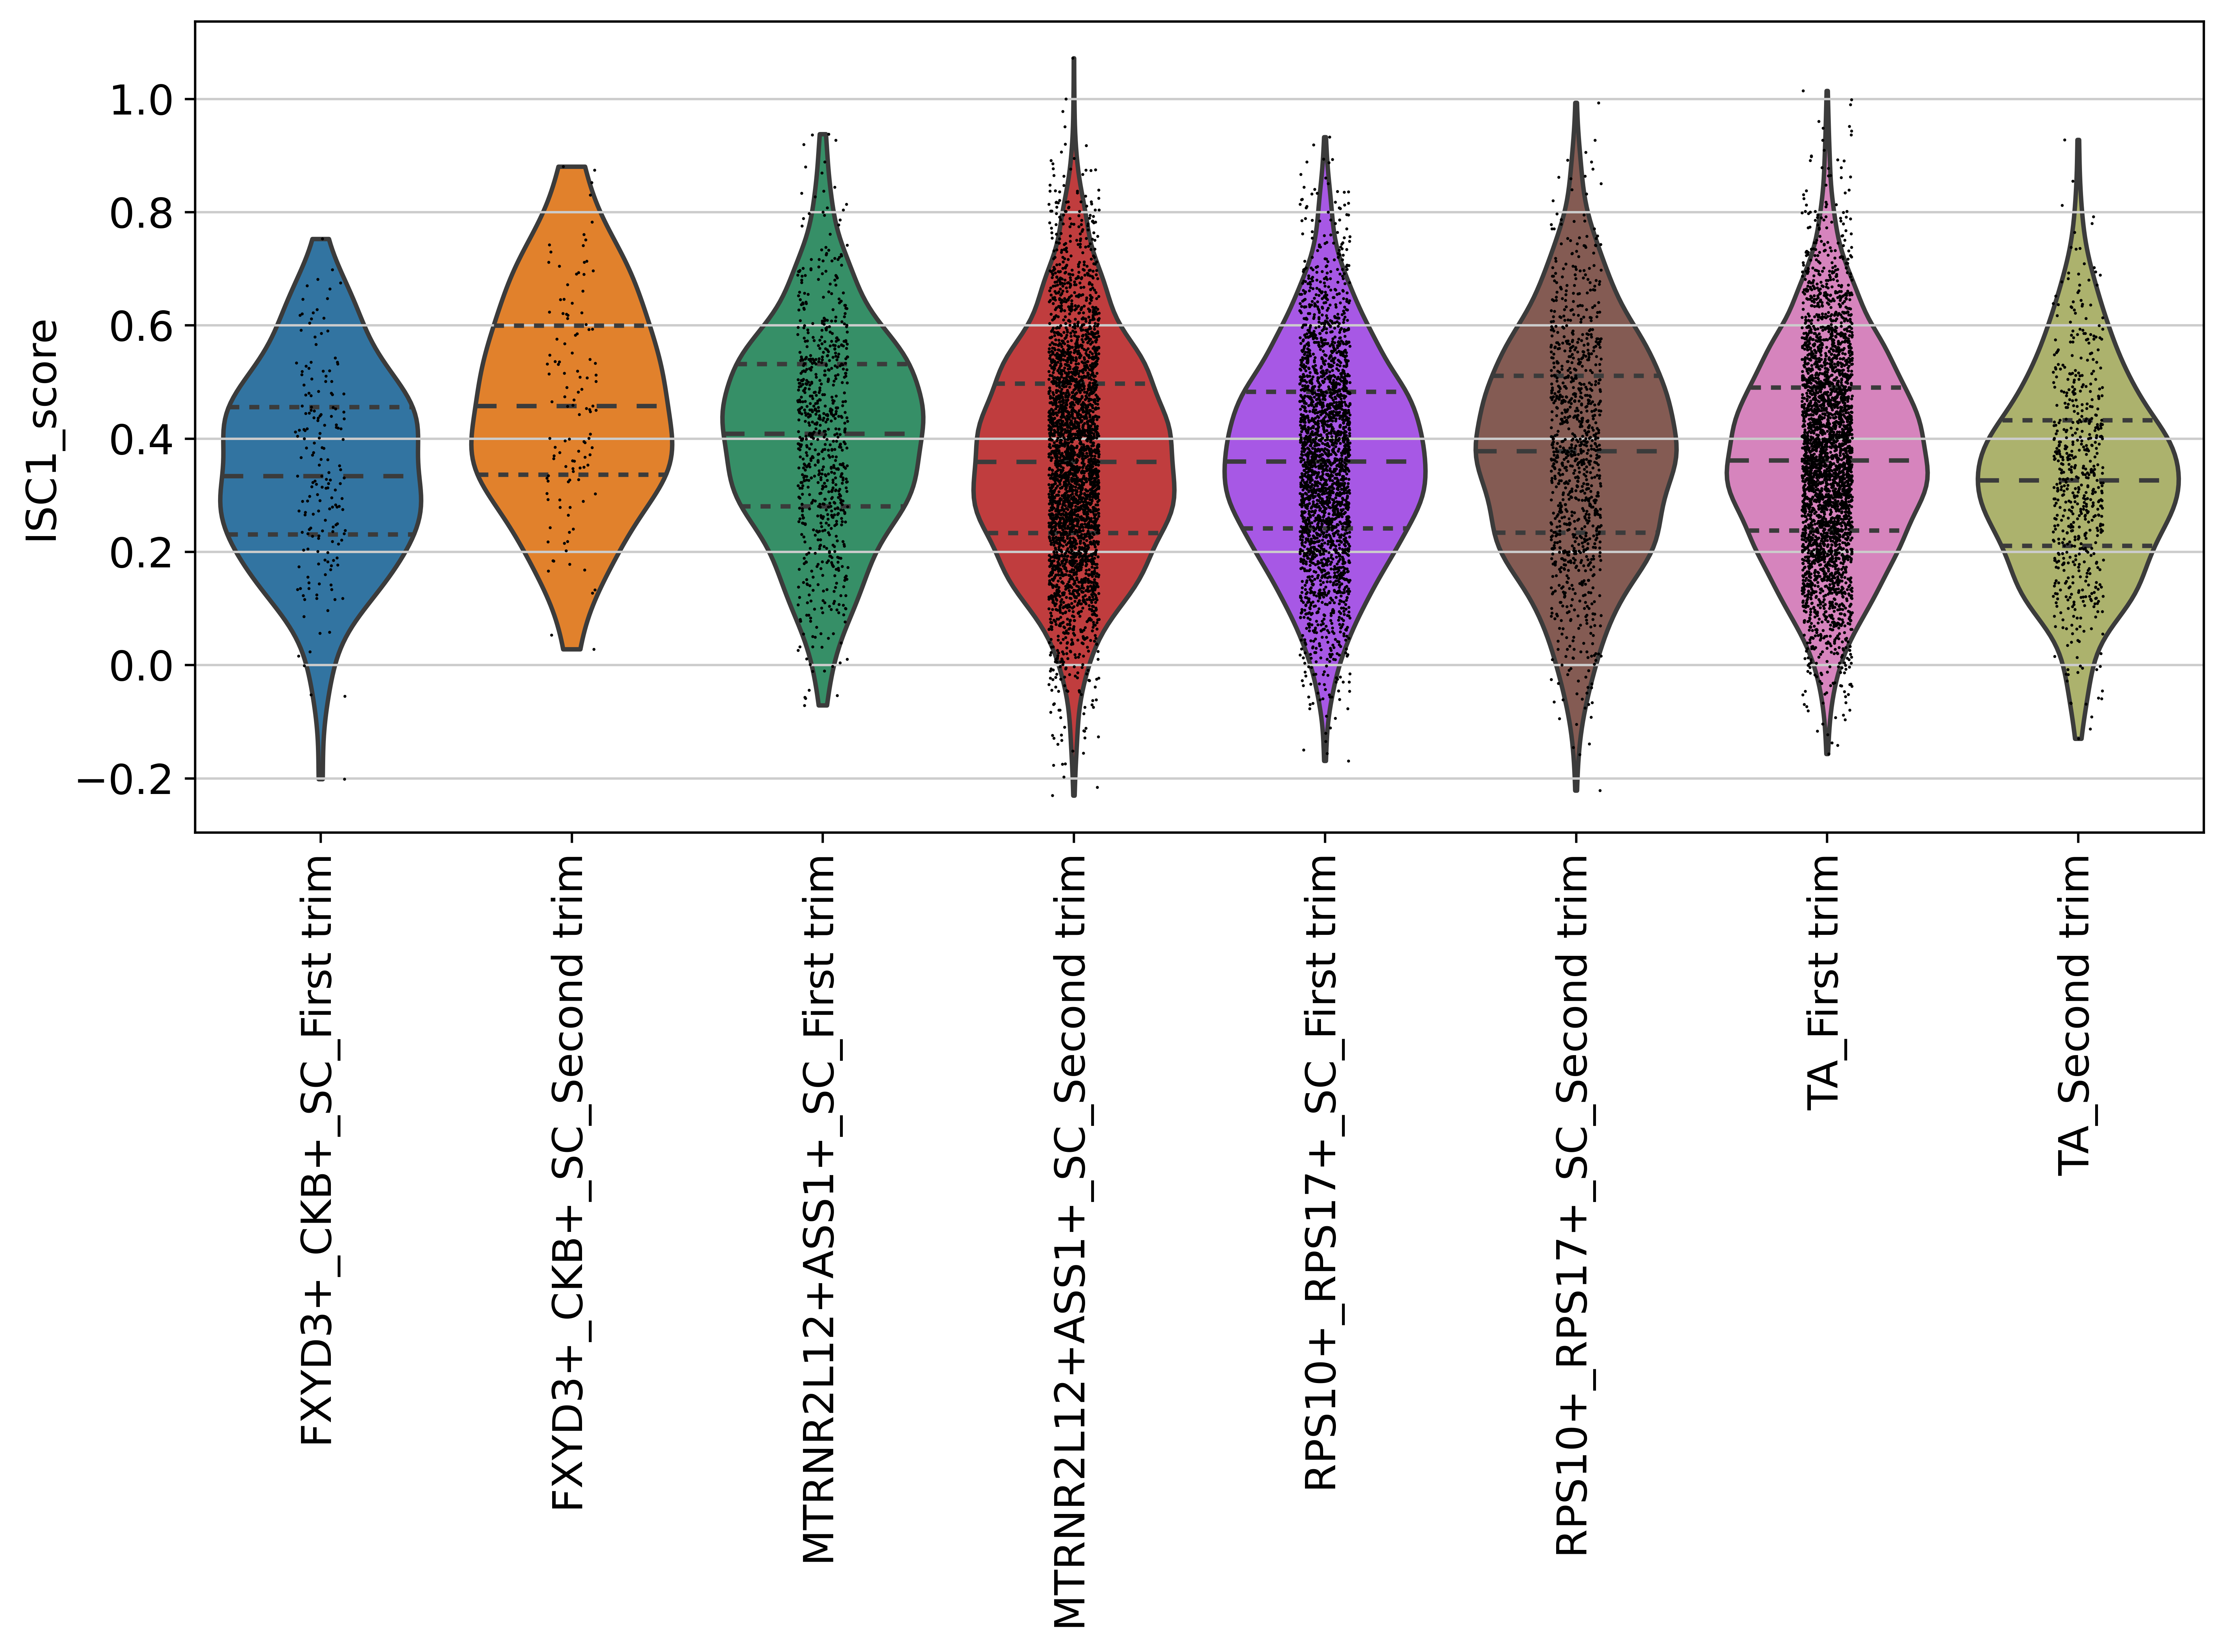 ISC1_score
1.0
0.8
0.6
0.4
0.2
0.0
−0.2
FXYD3+_CKB+_SC_First trim
FXYD3+_CKB+_SC_Second trim
MTRNR2L12+ASS1+_SC_First trim
MTRNR2L12+ASS1+_SC_Second trim
RPS10+_RPS17+_SC_First trim
RPS10+_RPS17+_SC_Second trim
TA_First trim
TA_Second trim